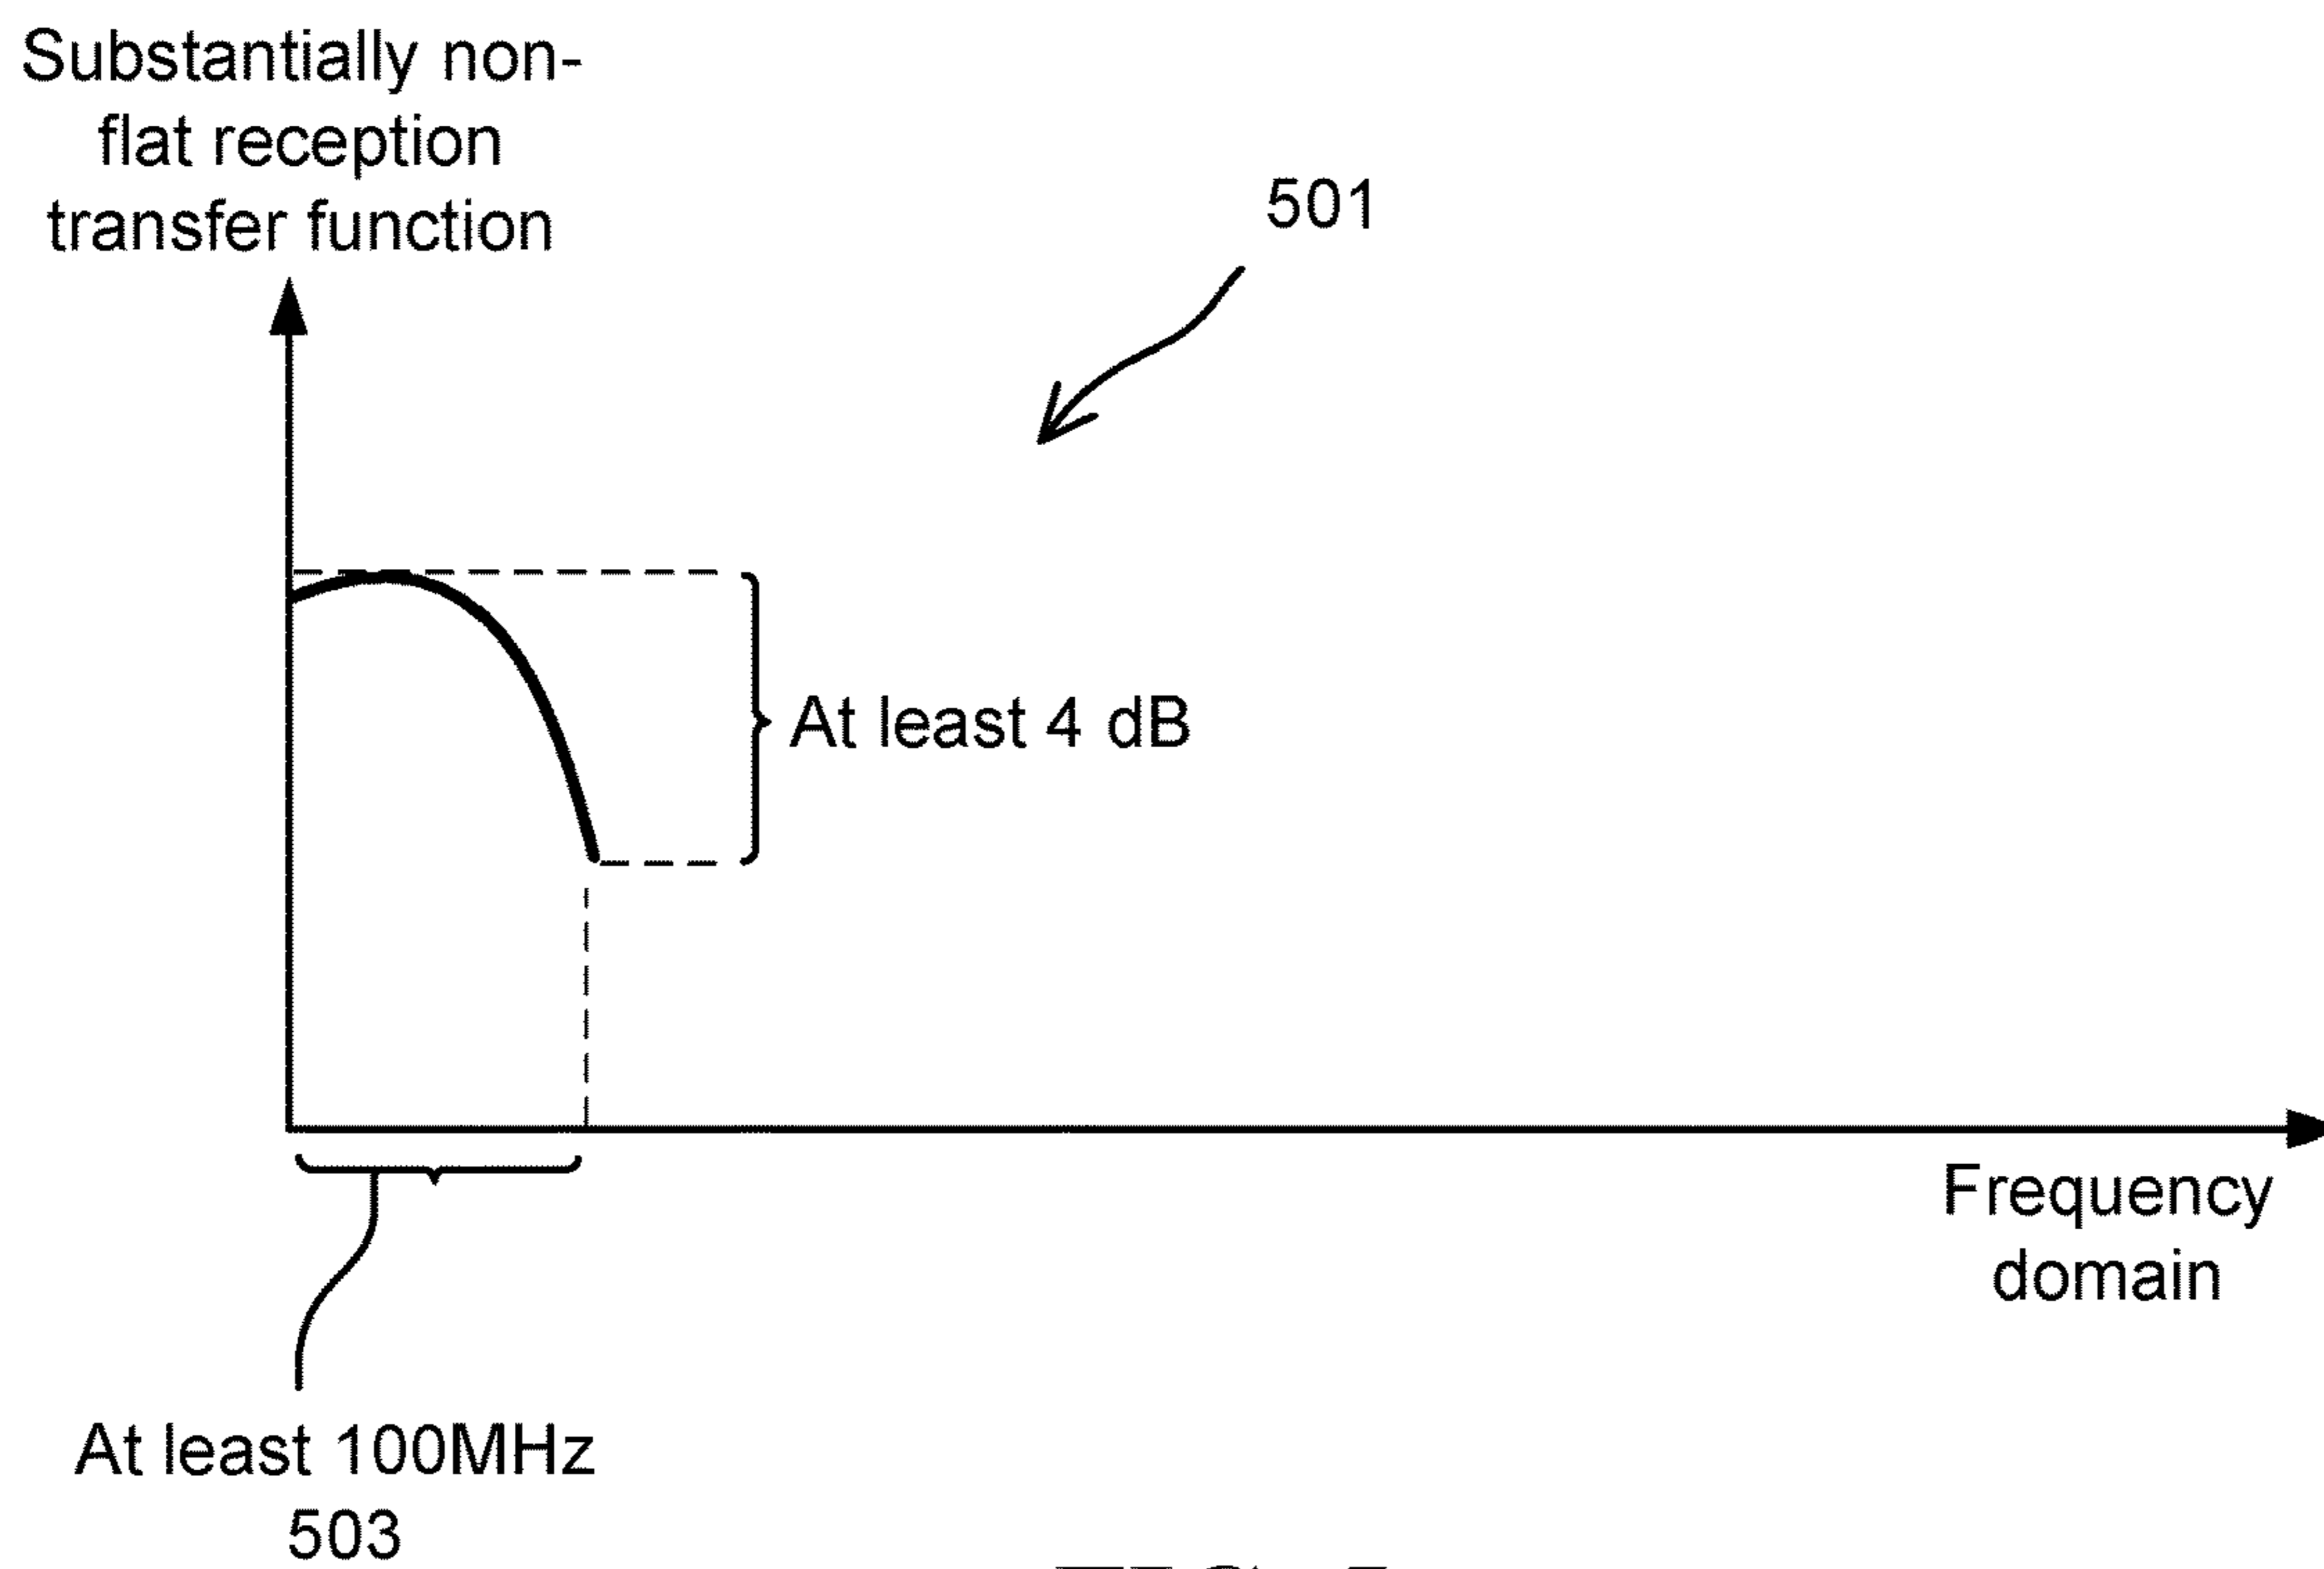 Substantially non-
flat reception
transfer function
501
At least 4 dB
Frequency
domain
At least 100MHz
503